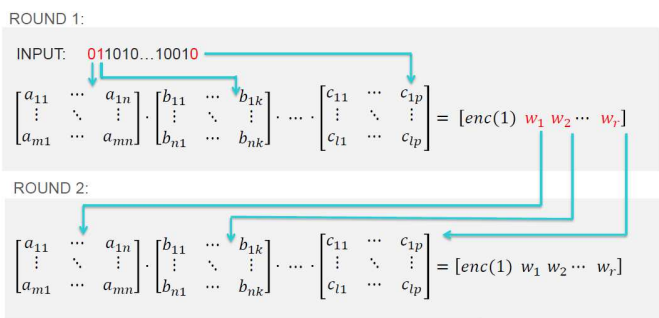 ROUND 1:
INPUT: 011010...10010
[a₁₁ ⋯ a₁ₙ] [b₁₁ ⋯ b₁ₖ] [c₁₁ ⋯ c₁ₚ]
[⋮ ⋱ ⋮] · [⋮ ⋱ ⋮] · ⋯ · [⋮ ⋱ ⋮] = [enc(1) w₁ w₂ ⋯ wᵣ]
[aₘ₁ ⋯ aₘₙ] [bₙ₁ ⋯ bₙₖ] [cₗ₁ ⋯ cₗₚ]
ROUND 2:
[a₁₁ ⋯ a₁ₙ] [b₁₁ ⋯ b₁ₖ] [c₁₁ ⋯ c₁ₚ]
[⋮ ⋱ ⋮] · [⋮ ⋱ ⋮] · ⋯ · [⋮ ⋱ ⋮] = [enc(1) w₁ w₂ ⋯ wᵣ]
[aₘ₁ ⋯ aₘₙ] [bₙ₁ ⋯ bₙₖ] [cₗ₁ ⋯ cₗₚ]